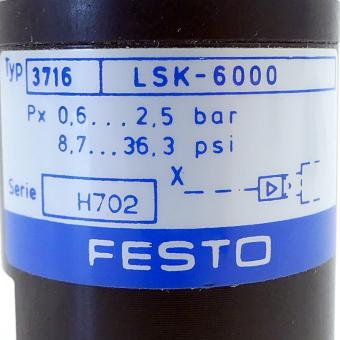 Typ 3716 LSK-6000
Px 0,6...2,5 bar
8,7...36,3 psi
X
Serie H702
FESTO